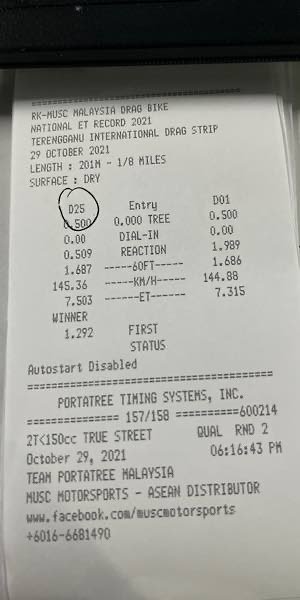 RK-MUSC MALAYSIA DRAG BIKE
NATIONAL ET RECORD 2021
TERENGGANU INTERNATIONAL DRAG STRIP
29 OCTOBER 2021
LENGTH : 201M - 1/8 MILES
SURFACE : DRY
D25 Entry D01
0.500 0.000 TREE 0.500
0.00 DIAL-IN 0.00
0.509 REACTION 1.989
1.687 -----60FT----- 1.686
145.36 -----KM/H----- 144.88
7.503 ------ET------ 7.315
WINNER
1.292 FIRST
STATUS
Autostart Disabled
PORTATREE TIMING SYSTEMS, INC.
=============== 157/158 ==========600214
2T<150cc TRUE STREET QUAL RND 2
October 29, 2021 06:16:43 PM
TEAM PORTATREE MALAYSIA
MUSC MOTORSPORTS - ASEAN DISTRIBUTOR
www.facebook.com/muscmotorsports
+6016-6681490